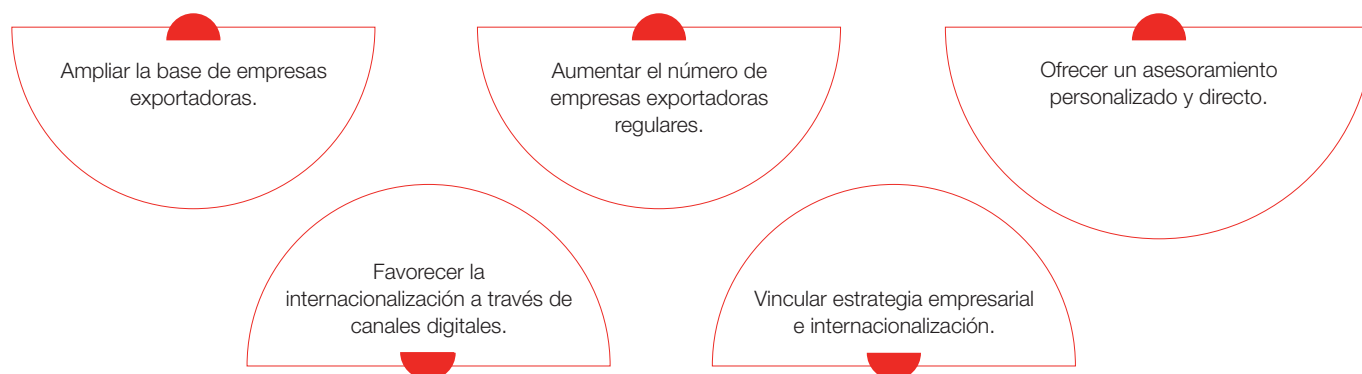 Ampliar la base de empresas
exportadoras.
Aumentar el número de
empresas exportadoras
regulares.
Ofrecer un asesoramiento
personalizado y directo.
Favorecer la
internacionalización a través de
canales digitales.
Vincular estrategia empresarial
e internacionalización.